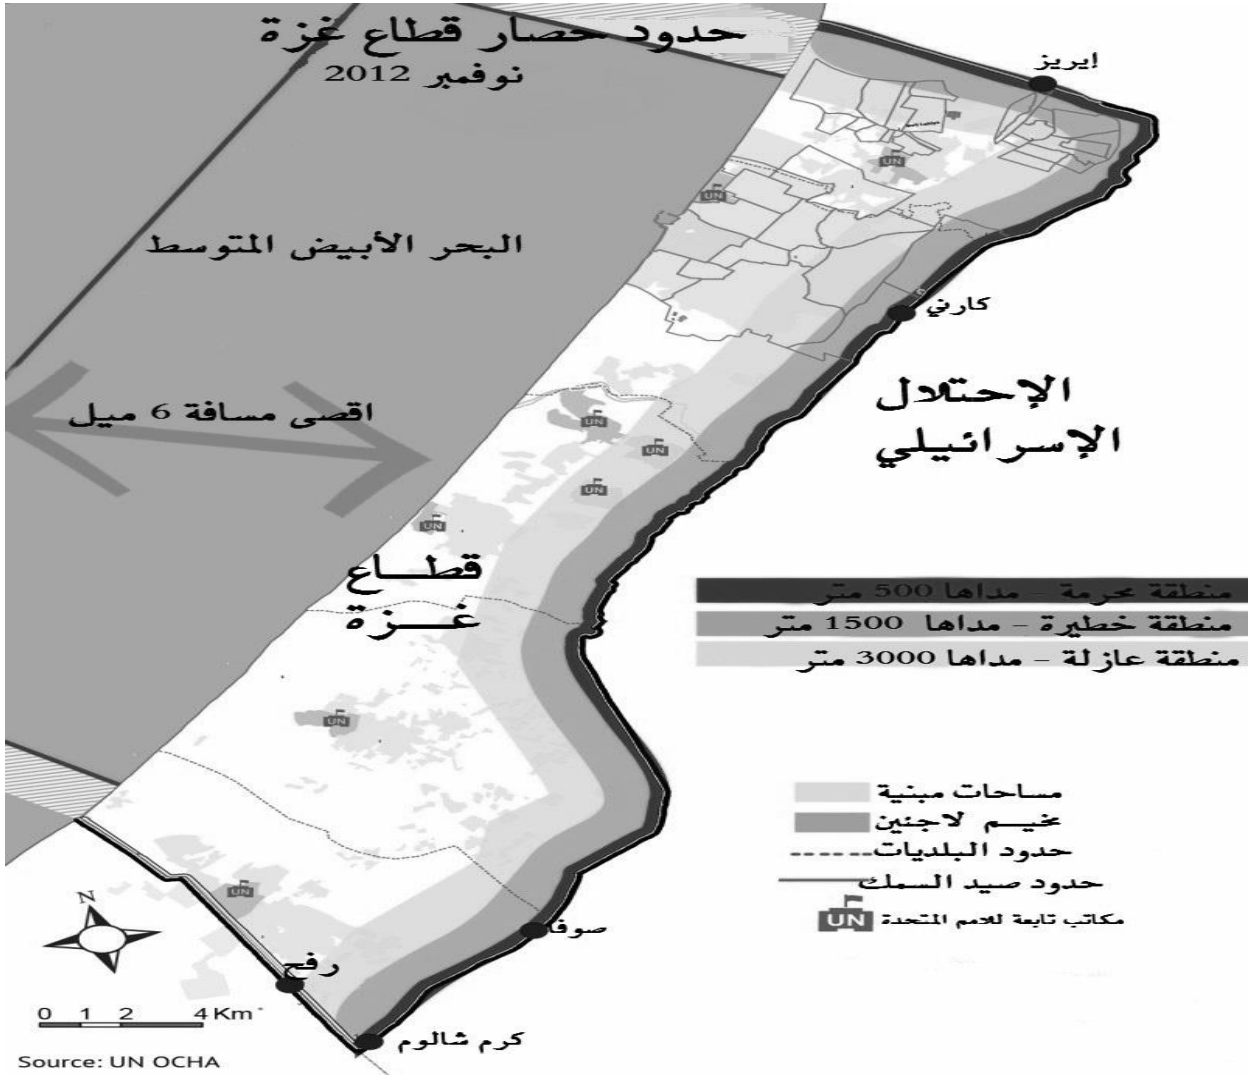 حدود حصار قطاع غزة
نوفمبر 2012
إيريز
UN
UN
البحر الأبيض المتوسط
كارني
الإحتلال
الإسرائيلي
اقصى مسافة 6 ميل
UN
UN
UN
UN
قطــاع
غــزة
منطقة محرمة - مداها 500 متر
منطقة خطيرة - مداها 1500 متر
منطقة عازلة - مداها 3000 متر
UN
مساحات مبنية
مخيـم لاجئين
حدود البلديات
حدود صيد السمك
UN مكاتب تابعة للامم المتحدة
UN
N
صوفا
رفح
كرم شالوم
0 1 2 4 Km
Source: UN OCHA